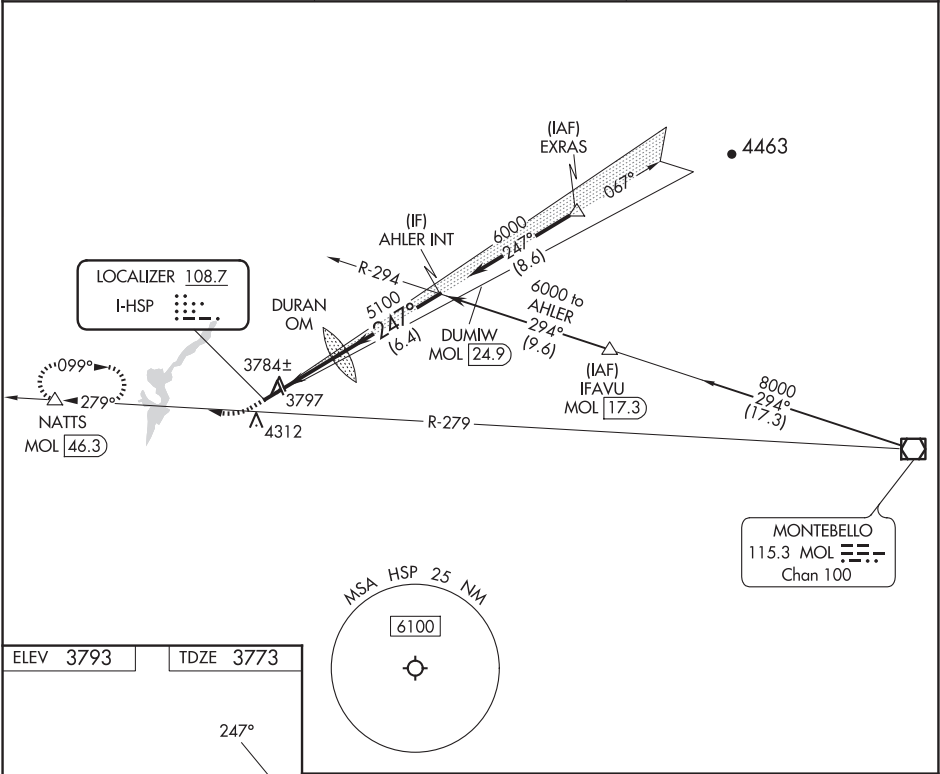 4463
(IAF)
EXRAS
067°
6000
247°
(8.6)
(IF)
AHLER INT
R-294
LOCALIZER 108.7
I-HSP
DURAN
OM
5100
247°
(6.4)
DUMIW
MOL 24.9
6000 to
AHLER
294°
(9.6)
(IAF)
IFAVU
MOL 17.3
8000
294°
(17.3)
3784±
3797
4312
099°
279°
NATTS
MOL 46.3
R-279
MONTEBELLO
115.3 MOL
Chan 100
MSA HSP 25 NM
6100
ELEV 3793
TDZE 3773
247°